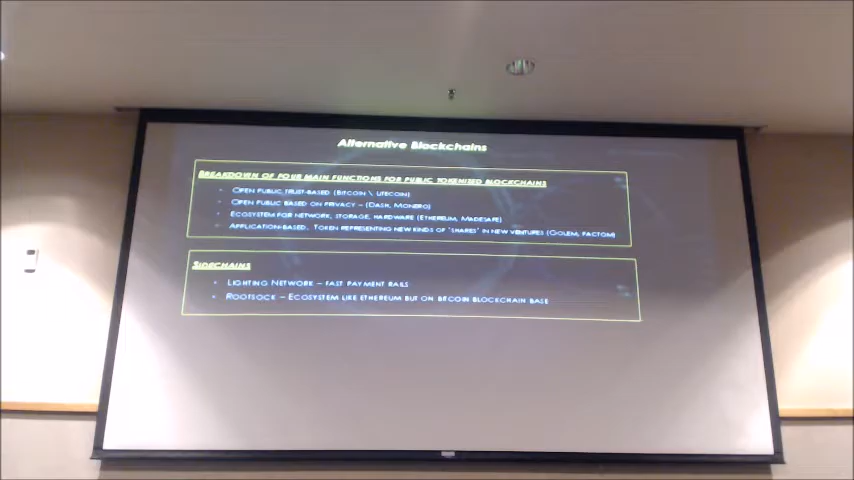 Alternative Blockchains
Breakdown of four main functions for public tokenised blockchains
• Open public trust-based (Bitcoin \ Litecoin)
• Open public based on privacy – (Dash, Monero)
• Ecosystem for network, storage, hardware (Ethereum, Madesafe)
• Application-based. Token representing new kinds of "shares" in new ventures (Golem, Factom)
Sidechains
• Lighting Network – fast payment rails
• Rootsock – Ecosystem like Ethereum but on bitcoin blockchain base